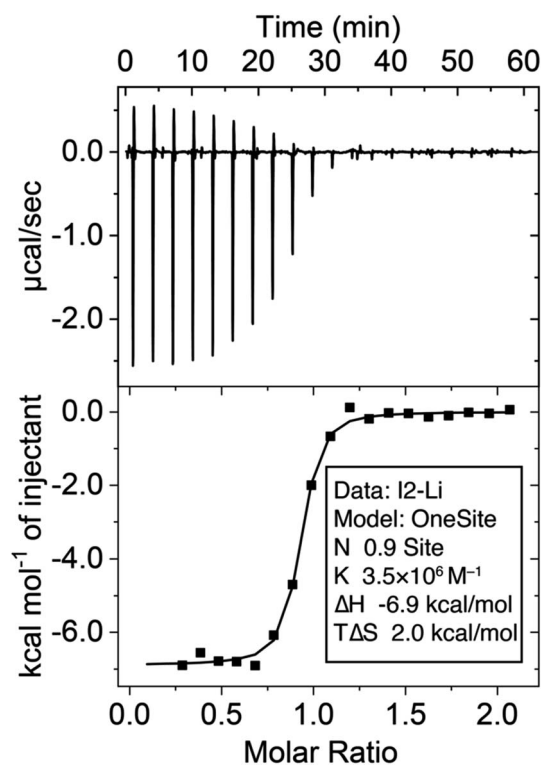 Time (min)
0 10 20 30 40 50 60
0.0
-1.0
-2.0
µcal/sec
0.0
-2.0
-4.0
-6.0
kcal mol⁻¹ of injectant
Data: I2-Li
Model: OneSite
N 0.9 Site
K 3.5×10⁶ M⁻¹
ΔH -6.9 kcal/mol
TΔS 2.0 kcal/mol
0.0 0.5 1.0 1.5 2.0
Molar Ratio